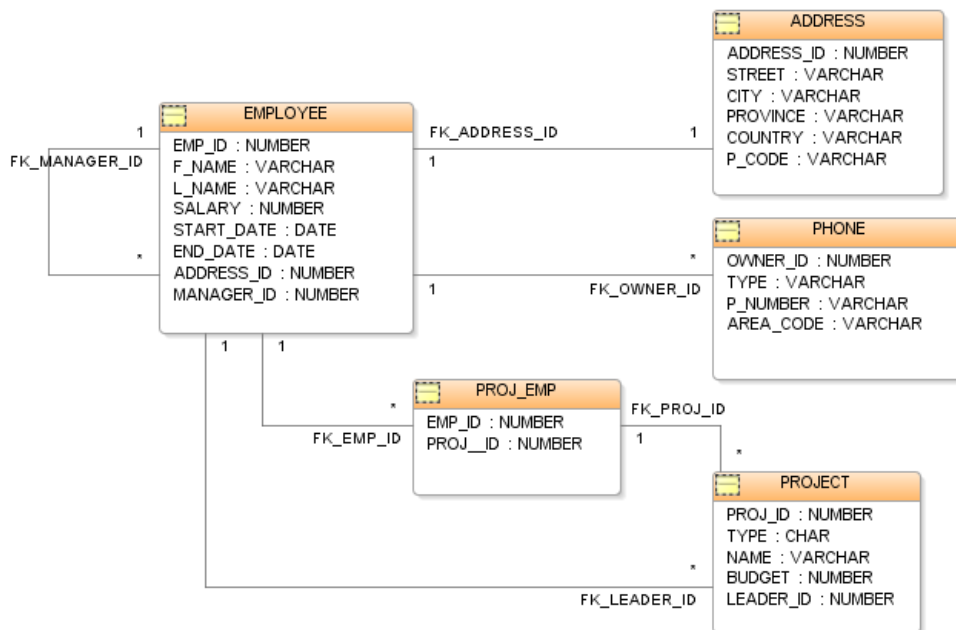 ADDRESS
ADDRESS_ID : NUMBER
STREET : VARCHAR
CITY : VARCHAR
PROVINCE : VARCHAR
COUNTRY : VARCHAR
P_CODE : VARCHAR
EMPLOYEE
EMP_ID : NUMBER
F_NAME : VARCHAR
L_NAME : VARCHAR
SALARY : NUMBER
START_DATE : DATE
END_DATE : DATE
ADDRESS_ID : NUMBER
MANAGER_ID : NUMBER
1
FK_MANAGER_ID
*
FK_ADDRESS_ID
1
1
PHONE
OWNER_ID : NUMBER
TYPE : VARCHAR
P_NUMBER : VARCHAR
AREA_CODE : VARCHAR
*
1
FK_OWNER_ID
1
1
PROJ_EMP
EMP_ID : NUMBER
PROJ__ID : NUMBER
*
FK_EMP_ID
FK_PROJ_ID
1
*
PROJECT
PROJ_ID : NUMBER
TYPE : CHAR
NAME : VARCHAR
BUDGET : NUMBER
LEADER_ID : NUMBER
*
FK_LEADER_ID